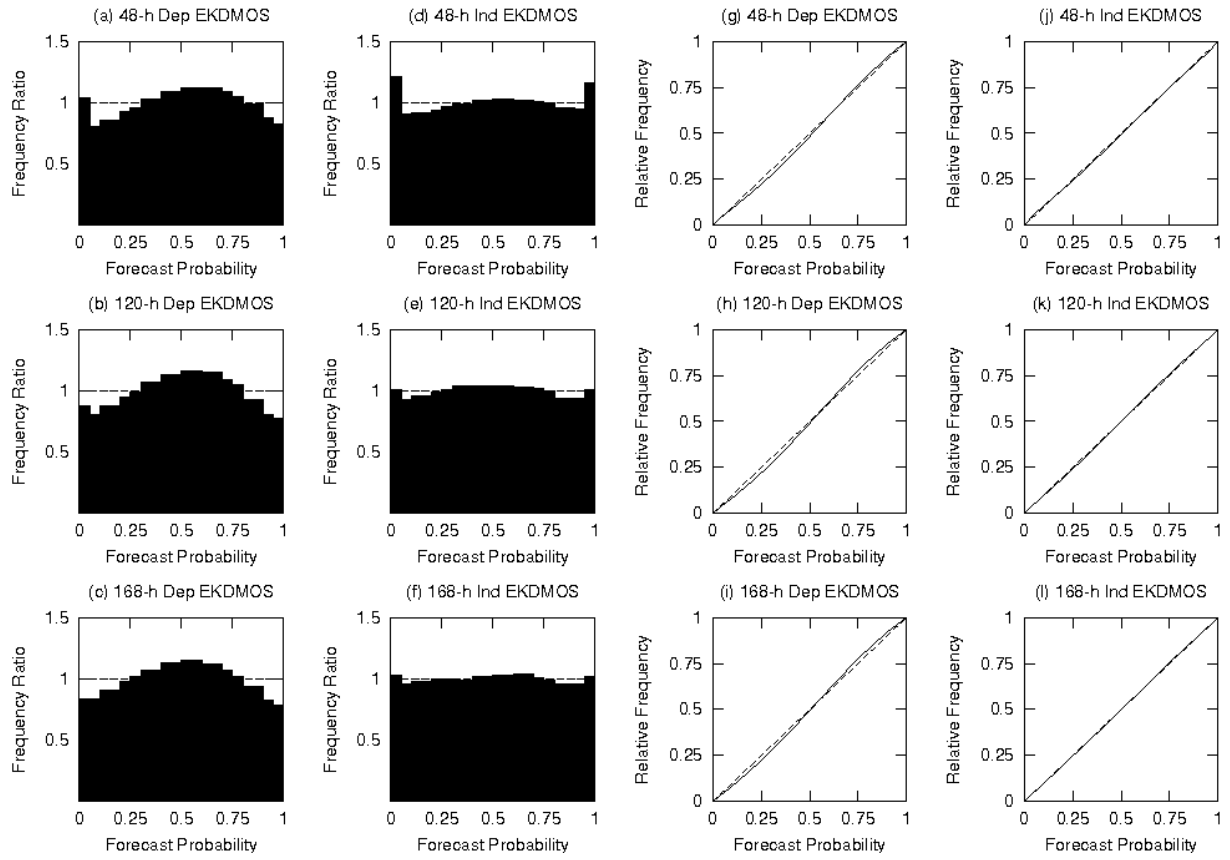 (a) 48-h Dep EKDMOS
1.5
1
0.5
Frequency Ratio
0 0.25 0.5 0.75 1
Forecast Probability
(d) 48-h Ind EKDMOS
1.5
1
0.5
Frequency Ratio
0 0.25 0.5 0.75 1
Forecast Probability
(g) 48-h Dep EKDMOS
1
0.75
0.5
0.25
0
Relative Frequency
0 0.25 0.5 0.75 1
Forecast Probability
(j) 48-h Ind EKDMOS
1
0.75
0.5
0.25
0
Relative Frequency
0 0.25 0.5 0.75 1
Forecast Probability
(b) 120-h Dep EKDMOS
1.5
1
0.5
Frequency Ratio
0 0.25 0.5 0.75 1
Forecast Probability
(e) 120-h Ind EKDMOS
1.5
1
0.5
Frequency Ratio
0 0.25 0.5 0.75 1
Forecast Probability
(h) 120-h Dep EKDMOS
1
0.75
0.5
0.25
0
Relative Frequency
0 0.25 0.5 0.75 1
Forecast Probability
(k) 120-h Ind EKDMOS
1
0.75
0.5
0.25
0
Relative Frequency
0 0.25 0.5 0.75 1
Forecast Probability
(c) 168-h Dep EKDMOS
1.5
1
0.5
Frequency Ratio
0 0.25 0.5 0.75 1
Forecast Probability
(f) 168-h Ind EKDMOS
1.5
1
0.5
Frequency Ratio
0 0.25 0.5 0.75 1
Forecast Probability
(i) 168-h Dep EKDMOS
1
0.75
0.5
0.25
0
Relative Frequency
0 0.25 0.5 0.75 1
Forecast Probability
(l) 168-h Ind EKDMOS
1
0.75
0.5
0.25
0
Relative Frequency
0 0.25 0.5 0.75 1
Forecast Probability